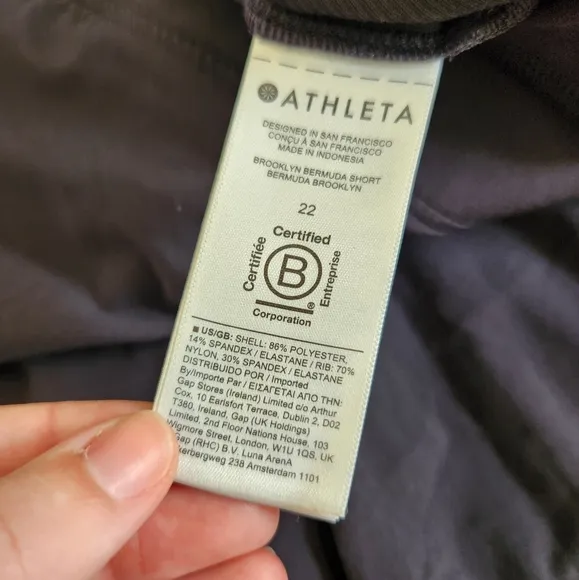 ATHLETA
DESIGNED IN SAN FRANCISCO
CONÇU À SAN FRANCISCO
MADE IN INDONESIA
BROOKLYN BERMUDA SHORT
BERMUDA BROOKLYN
22
Certified
Certifiée
B
Entreprise
®
Corporation
■ US/GB: SHELL: 86% POLYESTER,
14% SPANDEX / ELASTANE / RIB: 70%
NYLON, 30% SPANDEX / ELASTANE
DISTRIBUIDO POR / Imported
By/Importe Par / ΕΙΣΑΓΕΤΑΙ ΑΠΟ ΤΗΝ:
Gap Stores (Ireland) Limited c/o Arthur
Cox, 10 Earlsfort Terrace, Dublin 2, D02
T380, Ireland, Gap (UK Holdings)
Limited, 2nd Floor Nations House, 103
Wigmore Street, London, W1U 1QS, UK
Gap (RHC) B.V. Luna ArenA
kerbergweg 238 Amsterdam 1101